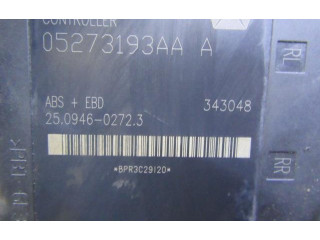 CONTROLLER
05273193AA A
ABS + EBD 343048
25.0946-0272.3
*BPR3C29120*
RL
RR